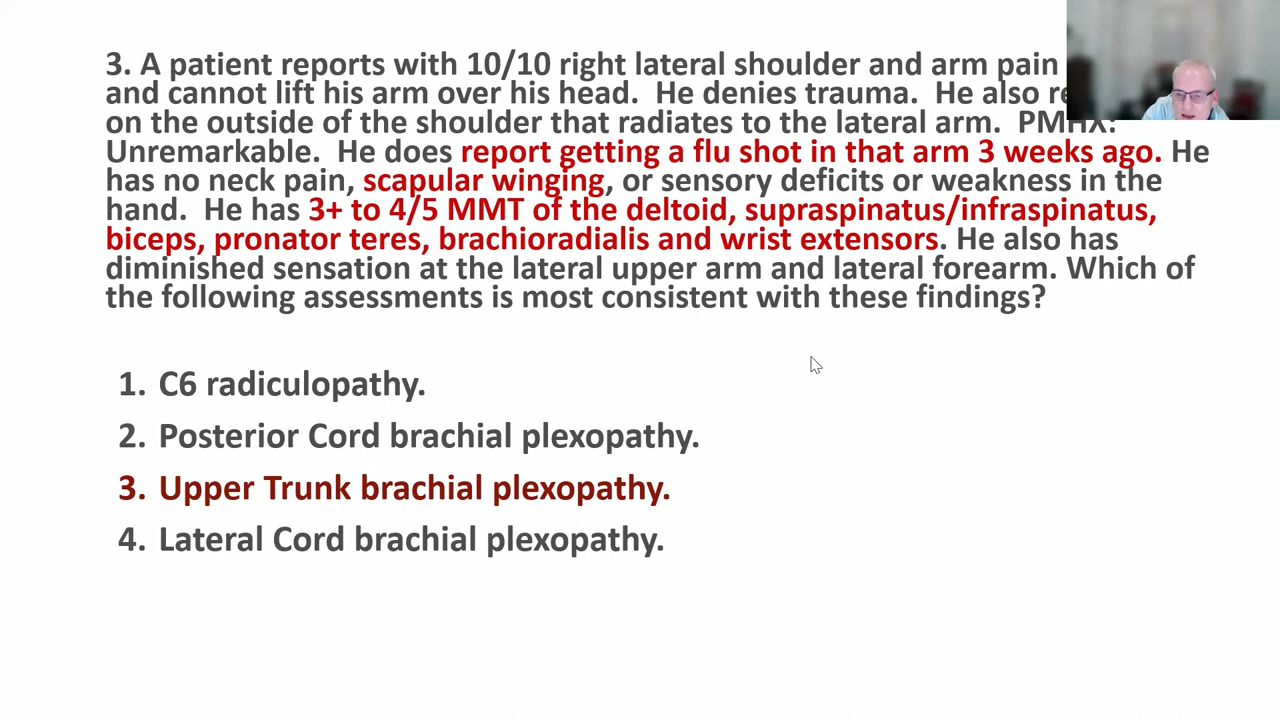 3. A patient reports with 10/10 right lateral shoulder and arm pain
and cannot lift his arm over his head. He denies trauma. He also
on the outside of the shoulder that radiates to the lateral arm. PMHX:
Unremarkable. He does report getting a flu shot in that arm 3 weeks ago. He
has no neck pain, scapular winging, or sensory deficits or weakness in the
hand. He has 3+ to 4/5 MMT of the deltoid, supraspinatus/infraspinatus,
biceps, pronator teres, brachioradialis and wrist extensors. He also has
diminished sensation at the lateral upper arm and lateral forearm. Which of
the following assessments is most consistent with these findings?
1. C6 radiculopathy.
2. Posterior Cord brachial plexopathy.
3. Upper Trunk brachial plexopathy.
4. Lateral Cord brachial plexopathy.